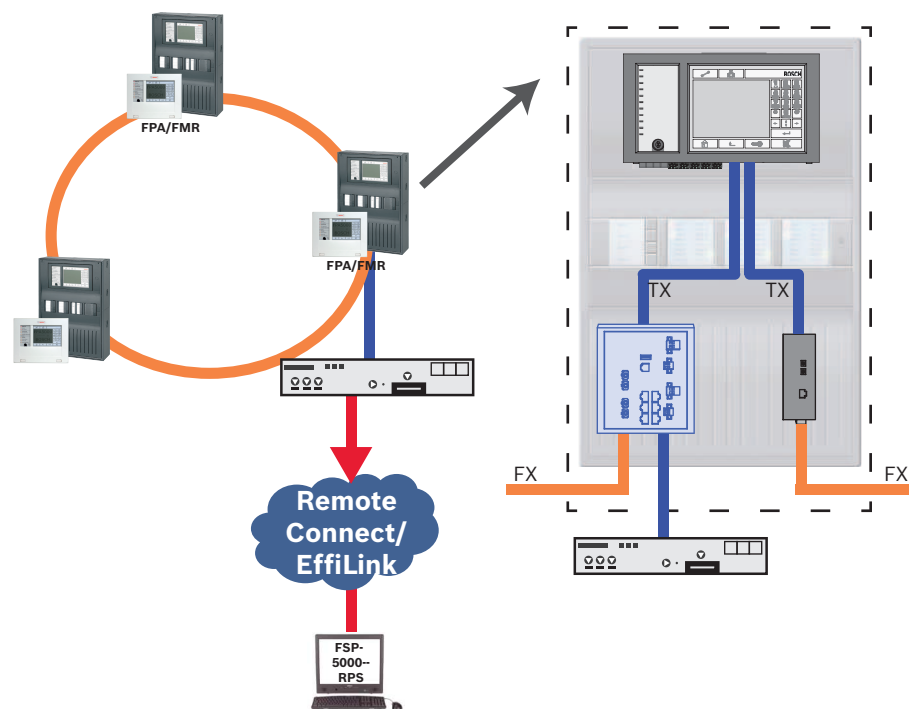 FPA/FMR
FPA/FMR
Remote
Connect/
EffiLink
FSP-
5000--
RPS
BOSCH
TX
TX
FX
FX